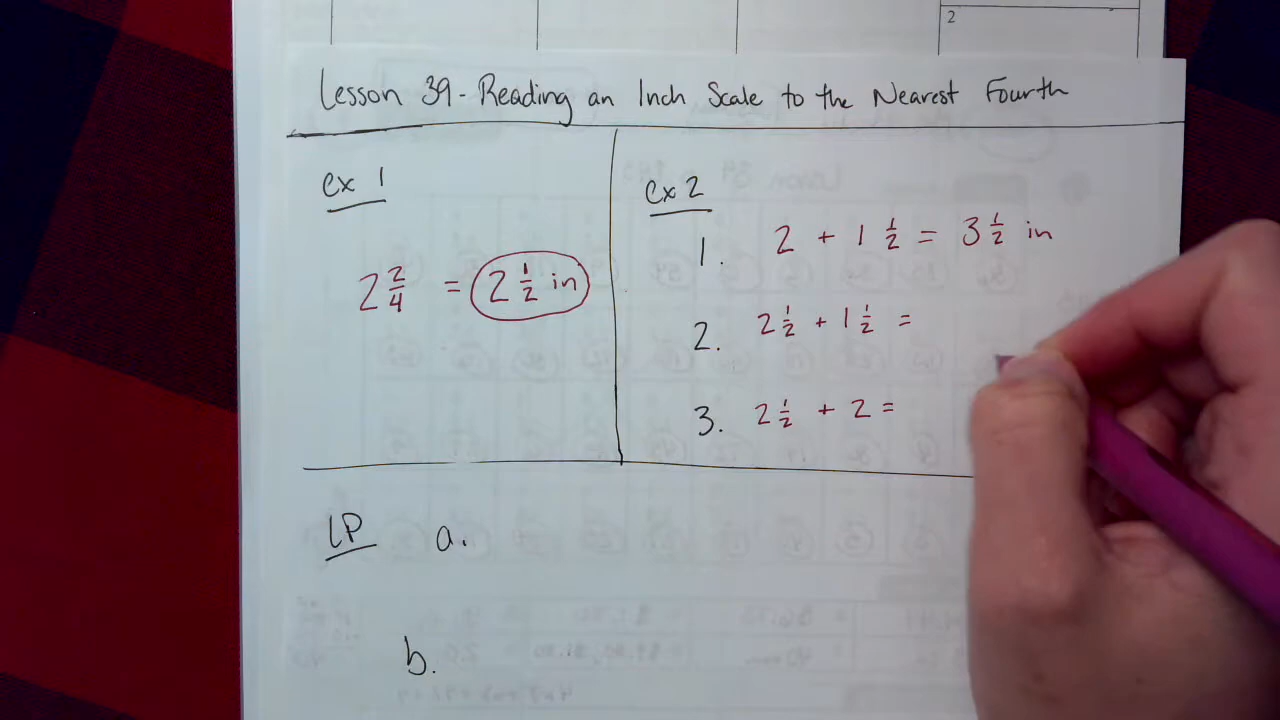 2
Lesson 39 - Reading an Inch Scale to the Nearest Fourth
ex 1
2 2/4 = 2 1/2 in
ex 2
1. 2 + 1 1/2 = 3 1/2 in
2. 2 1/2 + 1 1/2 =
3. 2 1/2 + 2 =
LP a.
b.